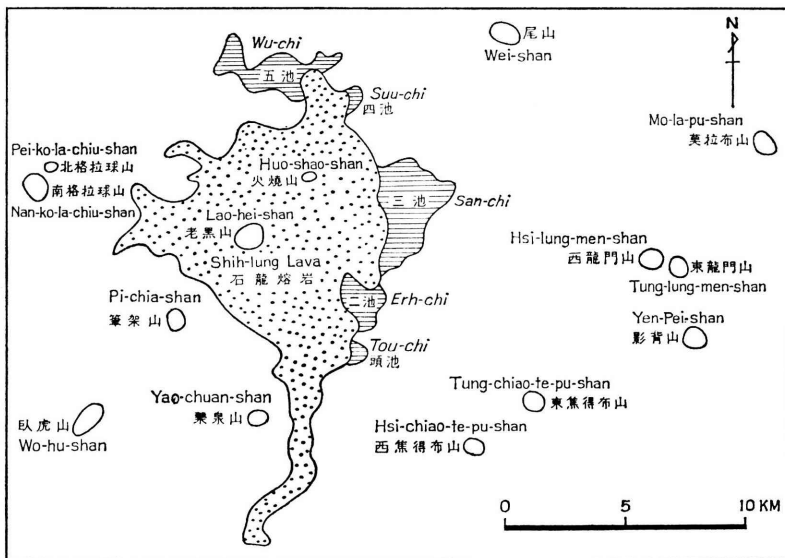 Wu-chi
五池
尾山
Wei-shan
N
Suu-chi
四池
Mo-la-pu-shan
莫拉布山
Pei-ko-la-chiu-shan
北格拉球山
南格拉球山
Nan-ko-la-chiu-shan
Huo-shao-shan
火燒山
三池
San-chi
Lao-hei-shan
老黑山
Shih-lung Lava
石龍熔岩
Hsi-lung-men-shan
西龍門山
東龍門山
Tung-lung-men-shan
Pi-chia-shan
筆架山
二池
Erh-chi
Yen-Pei-shan
影背山
Tou-chi
頭池
Tung-chiao-te-pu-shan
東焦得布山
Yao-chuan-shan
藥泉山
Hsi-chiao-te-pu-shan
西焦得布山
臥虎山
Wo-hu-shan
0
5
10 KM